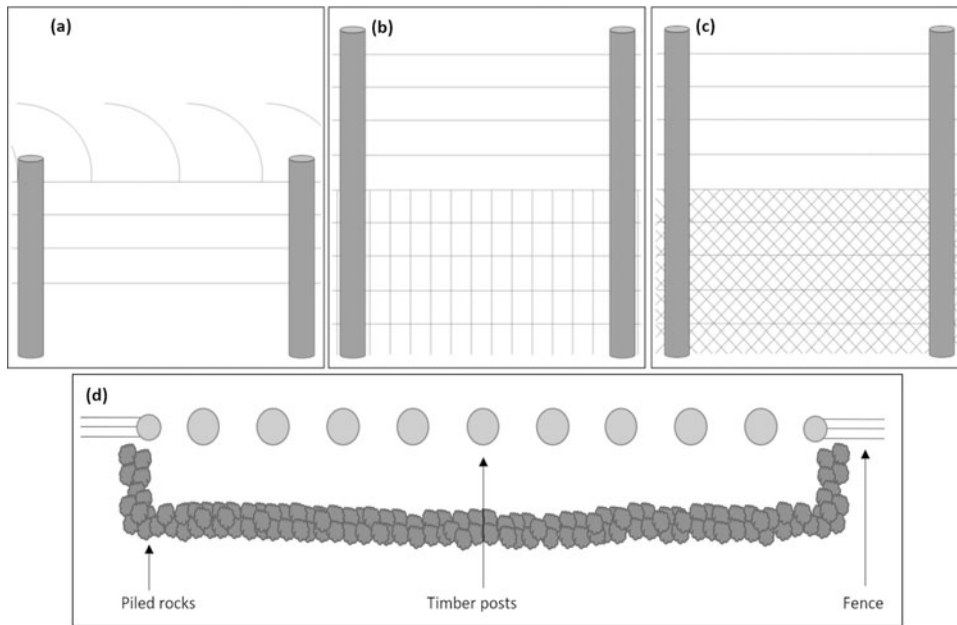 (a)
(b)
(c)
(d)
Piled rocks
Timber posts
Fence